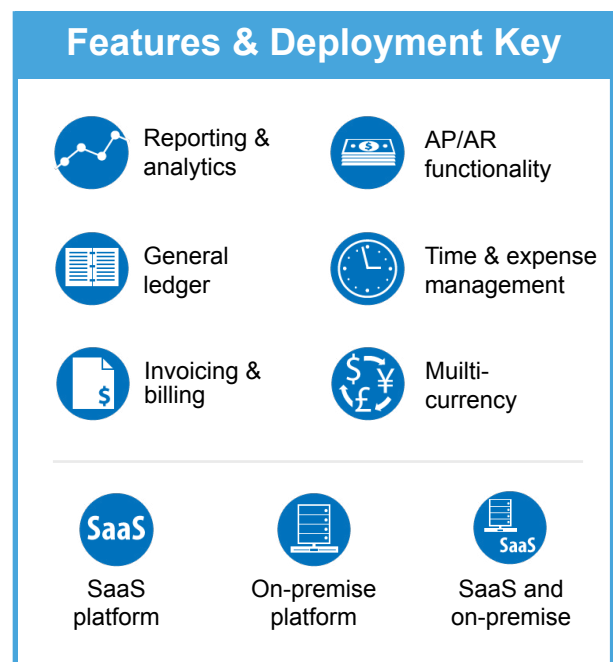 Features & Deployment Key
Reporting &
analytics
AP/AR
functionality
General
ledger
Time & expense
management
$
Invoicing &
billing
$ ¥
£
Muilti-
currency
SaaS
SaaS
platform
On-premise
platform
SaaS
SaaS and
on-premise